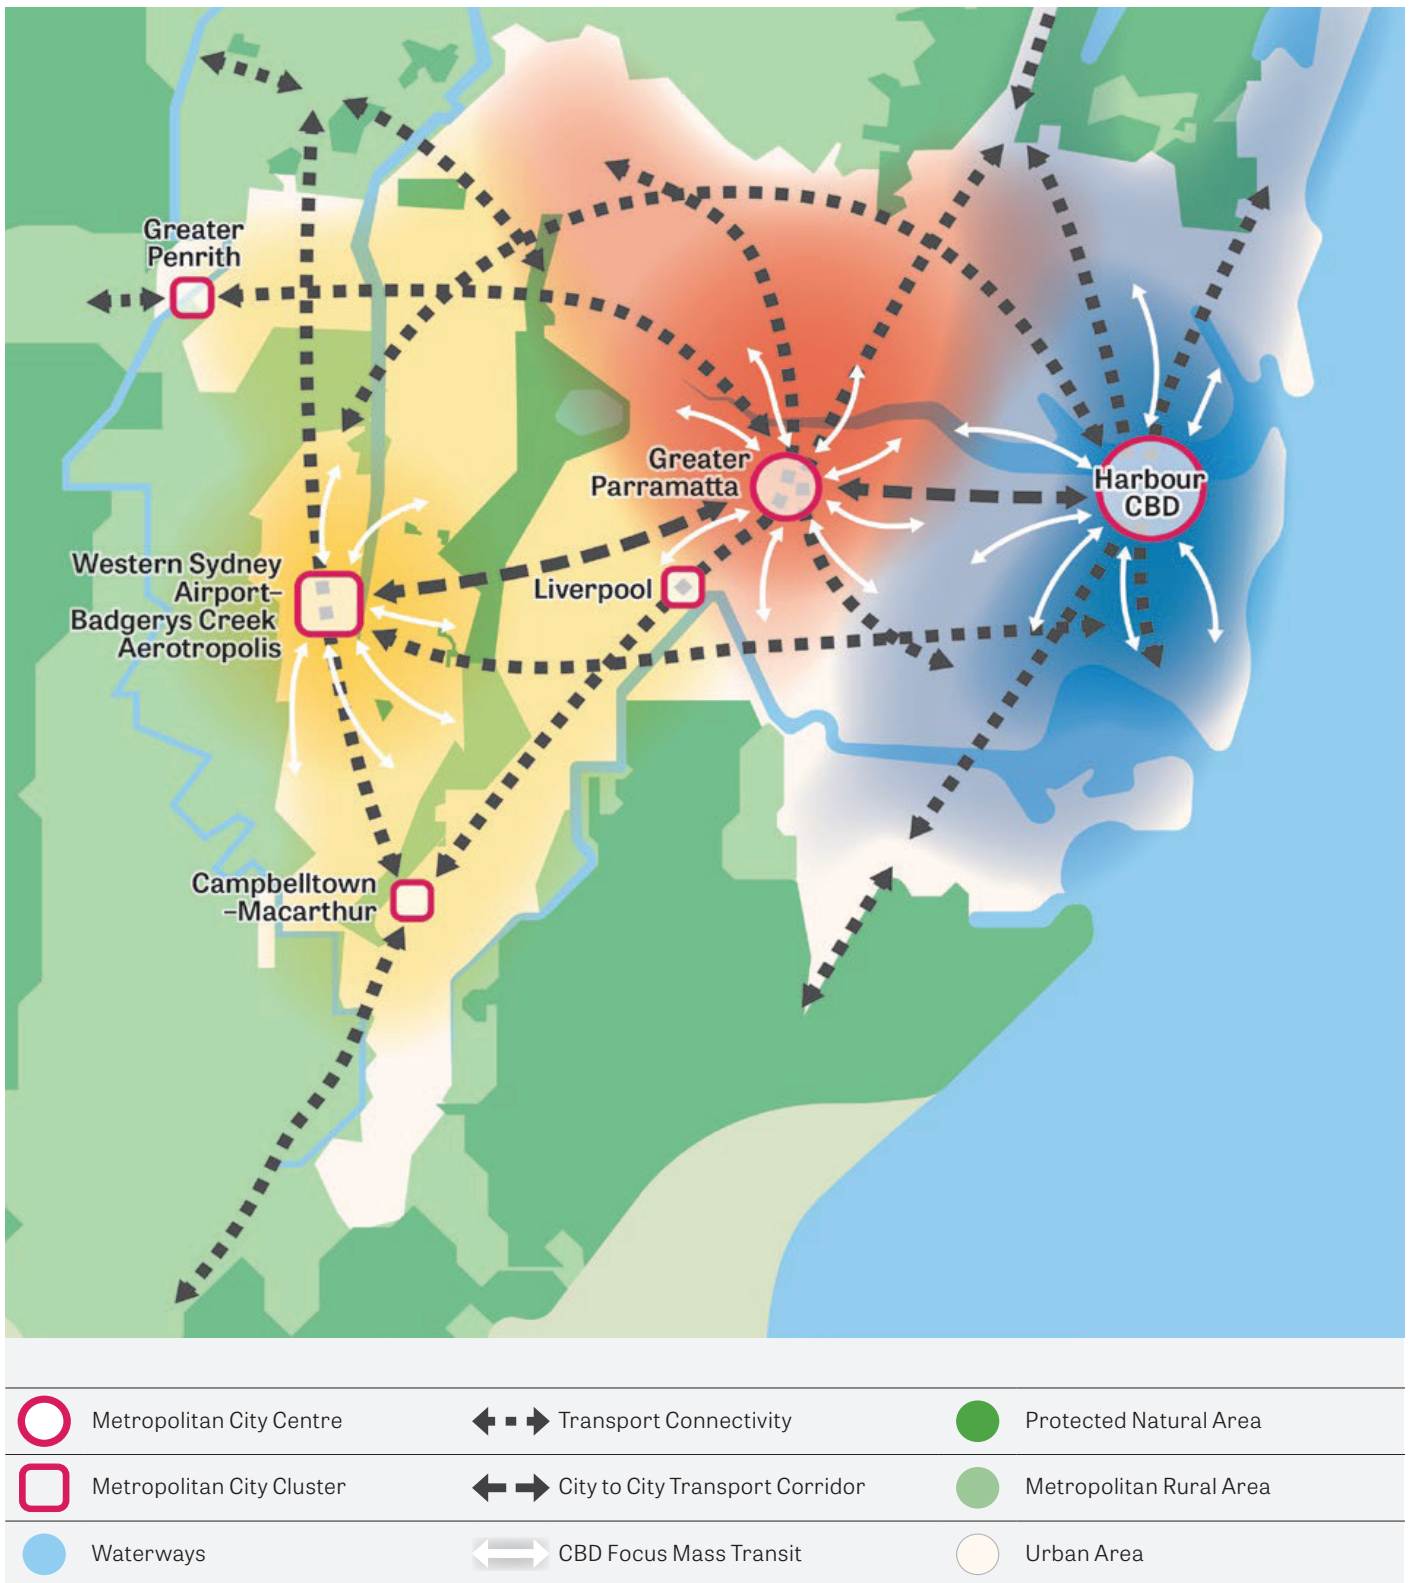 Greater
Penrith
Greater
Parramatta
Harbour
CBD
Western Sydney
Airport–
Badgerys Creek
Aerotropolis
Liverpool
Campbelltown
–Macarthur
Metropolitan City Centre
Transport Connectivity
Protected Natural Area
Metropolitan City Cluster
City to City Transport Corridor
Metropolitan Rural Area
Waterways
CBD Focus Mass Transit
Urban Area